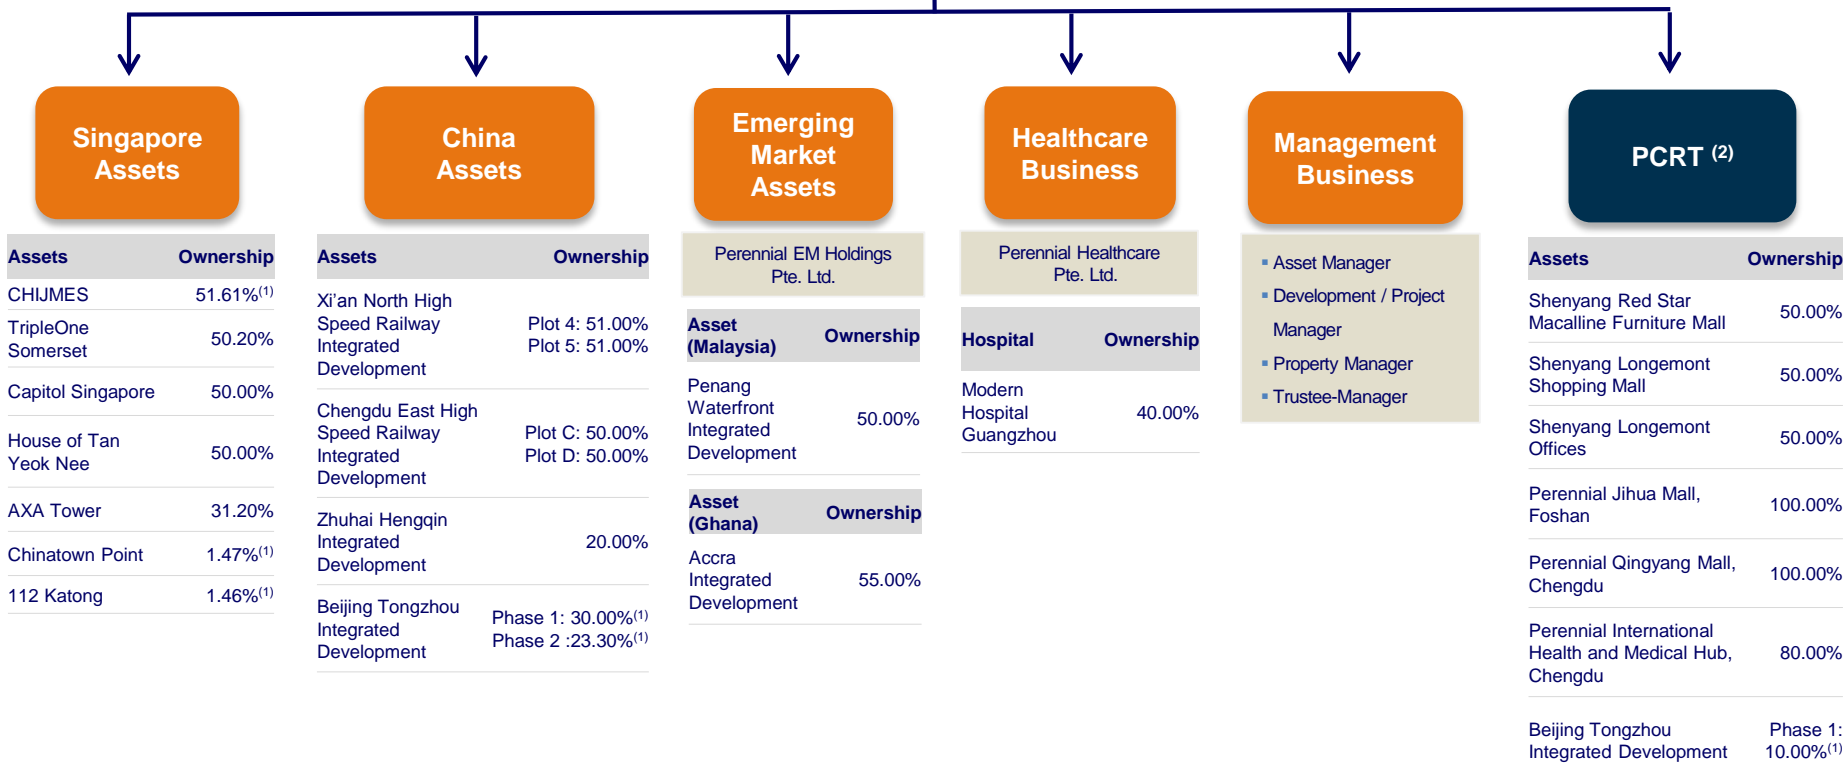 Singapore
Assets
Assets Ownership
CHIJMES 51.61%(1)
TripleOne
Somerset 50.20%
Capitol Singapore 50.00%
House of Tan
Yeok Nee 50.00%
AXA Tower 31.20%
Chinatown Point 1.47%(1)
112 Katong 1.46%(1)
China
Assets
Assets Ownership
Xi'an North High
Speed Railway Plot 4: 51.00%
Integrated Plot 5: 51.00%
Development
Chengdu East High
Speed Railway Plot C: 50.00%
Integrated Plot D: 50.00%
Development
Zhuhai Hengqin
Integrated 20.00%
Development
Beijing Tongzhou Phase 1: 30.00%(1)
Integrated Phase 2 :23.30%(1)
Development
Emerging
Market
Assets
Perennial EM Holdings
Pte. Ltd.
Asset
(Malaysia) Ownership
Penang
Waterfront
Integrated 50.00%
Development
Asset
(Ghana) Ownership
Accra
Integrated 55.00%
Development
Healthcare
Business
Perennial Healthcare
Pte. Ltd.
Hospital Ownership
Modern
Hospital 40.00%
Guangzhou
Management
Business
▪ Asset Manager
▪ Development / Project
Manager
▪ Property Manager
▪ Trustee-Manager
PCRT (2)
Assets Ownership
Shenyang Red Star
Macalline Furniture Mall 50.00%
Shenyang Longemont
Shopping Mall 50.00%
Shenyang Longemont
Offices 50.00%
Perennial Jihua Mall,
Foshan 100.00%
Perennial Qingyang Mall,
Chengdu 100.00%
Perennial International
Health and Medical Hub, 80.00%
Chengdu
Beijing Tongzhou Phase 1:
Integrated Development 10.00%(1)